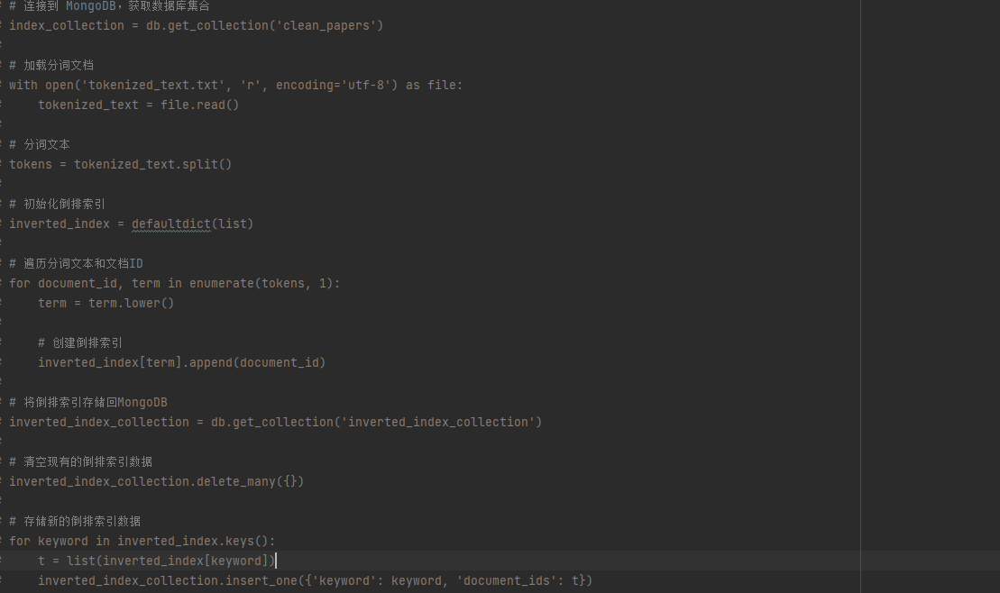 # # 连接到 MongoDB，获取数据库集合
# index_collection = db.get_collection('clean_papers')
#
# # 加载分词文档
# with open('tokenized_text.txt', 'r', encoding='utf-8') as file:
#     tokenized_text = file.read()
#
# # 分词文本
# tokens = tokenized_text.split()
#
# # 初始化倒排索引
# inverted_index = defaultdict(list)
#
# # 遍历分词文本和文档ID
# for document_id, term in enumerate(tokens, 1):
#     term = term.lower()
#
#     # 创建倒排索引
#     inverted_index[term].append(document_id)
#
# # 将倒排索引存储回MongoDB
# inverted_index_collection = db.get_collection('inverted_index_collection')
#
# # 清空现有的倒排索引数据
# inverted_index_collection.delete_many({})
#
# # 存储新的倒排索引数据
# for keyword in inverted_index.keys():
#     t = list(inverted_index[keyword])
#     inverted_index_collection.insert_one({'keyword': keyword, 'document_ids': t})